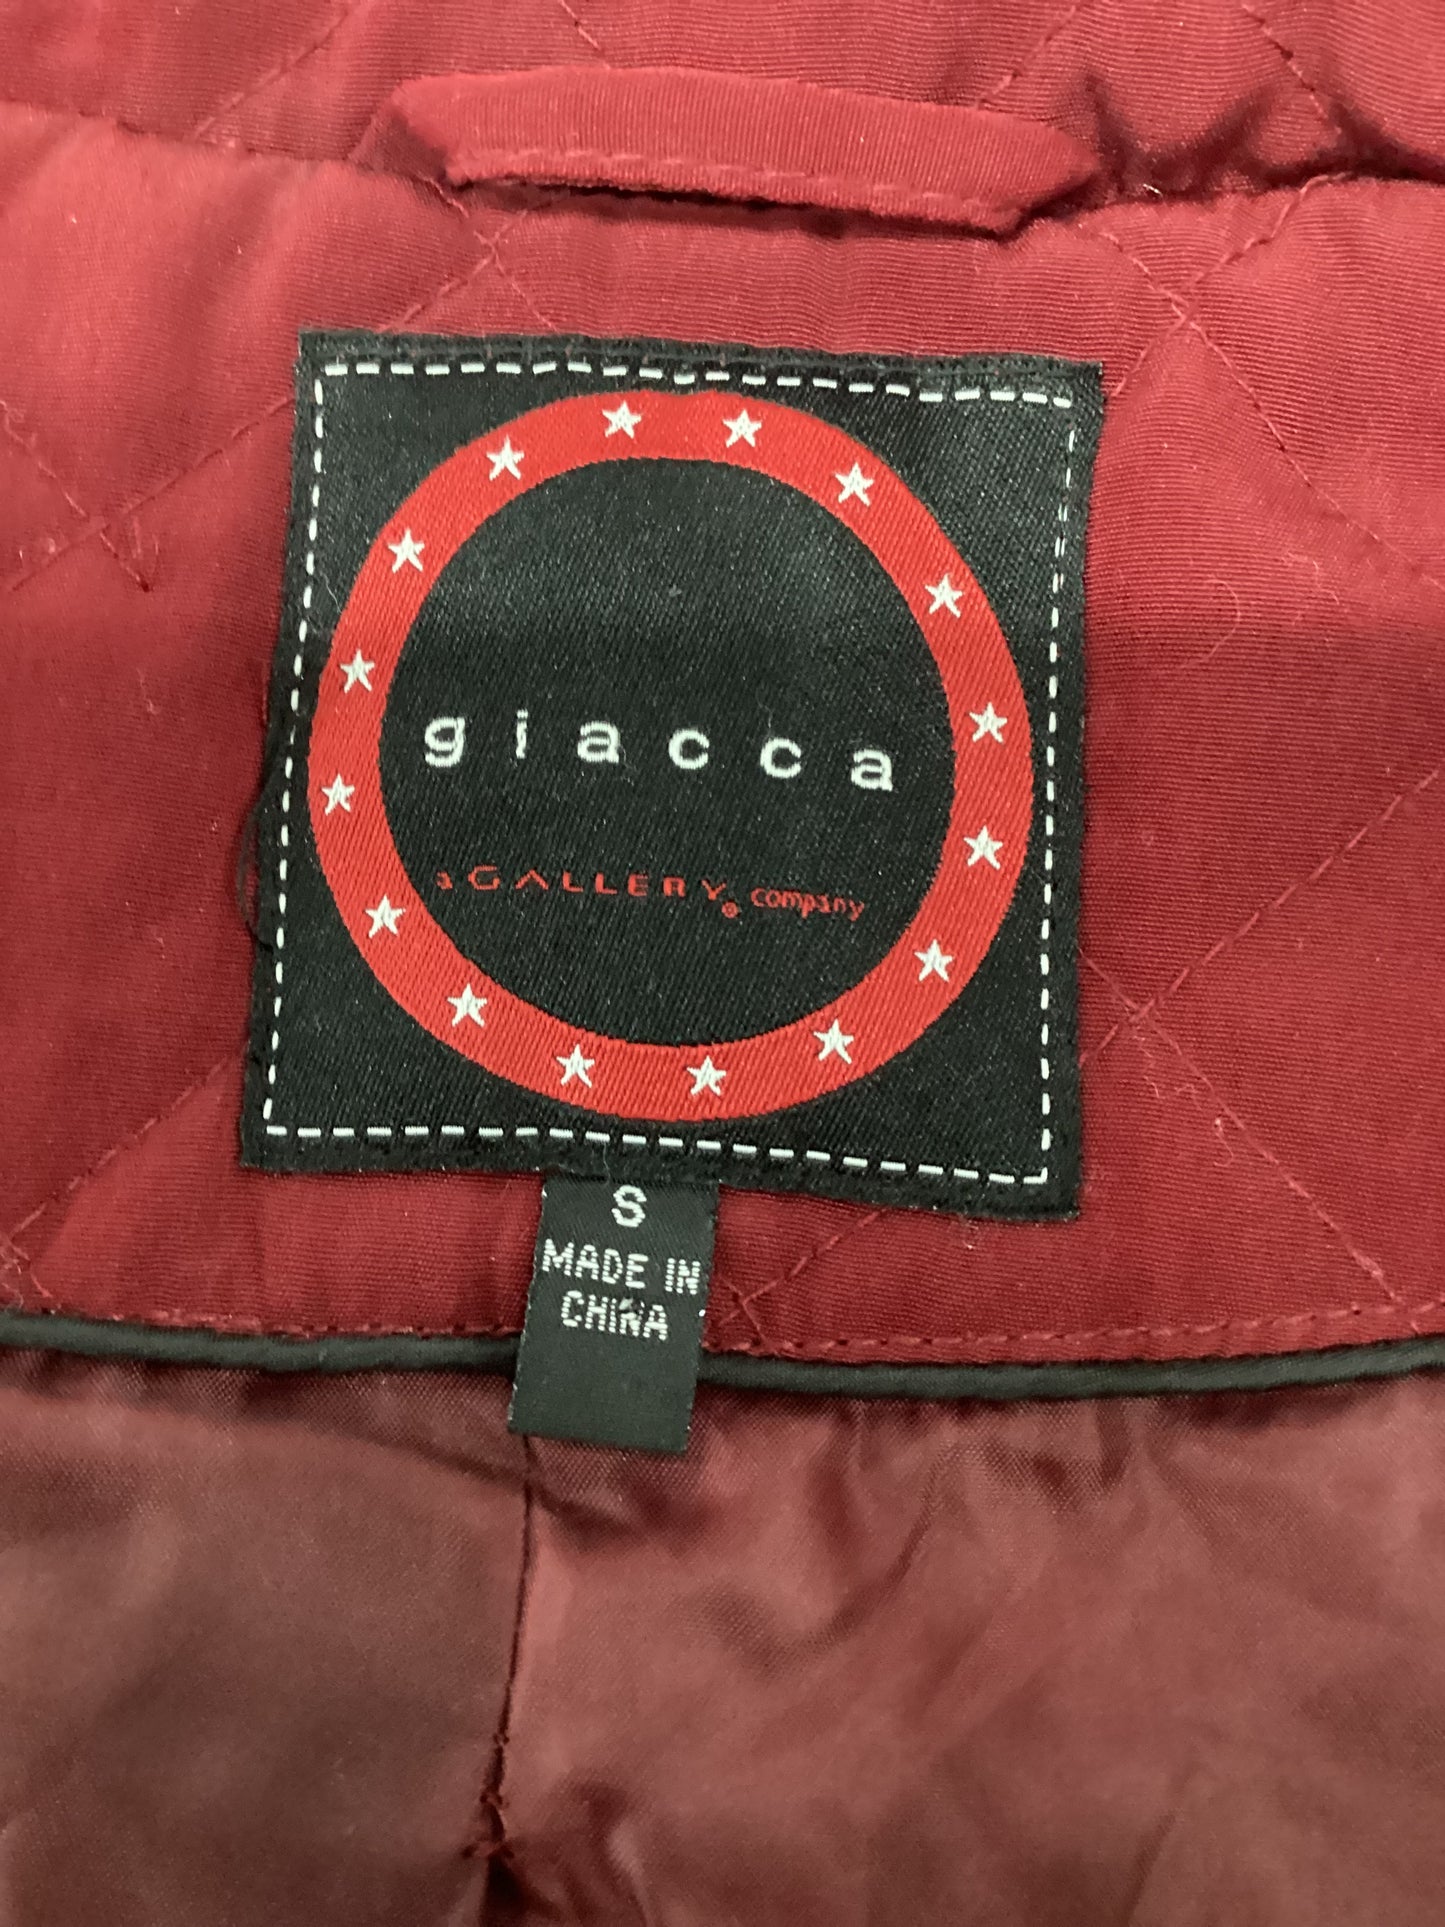 giacca
a GALLERY® company
S
MADE IN
CHINA